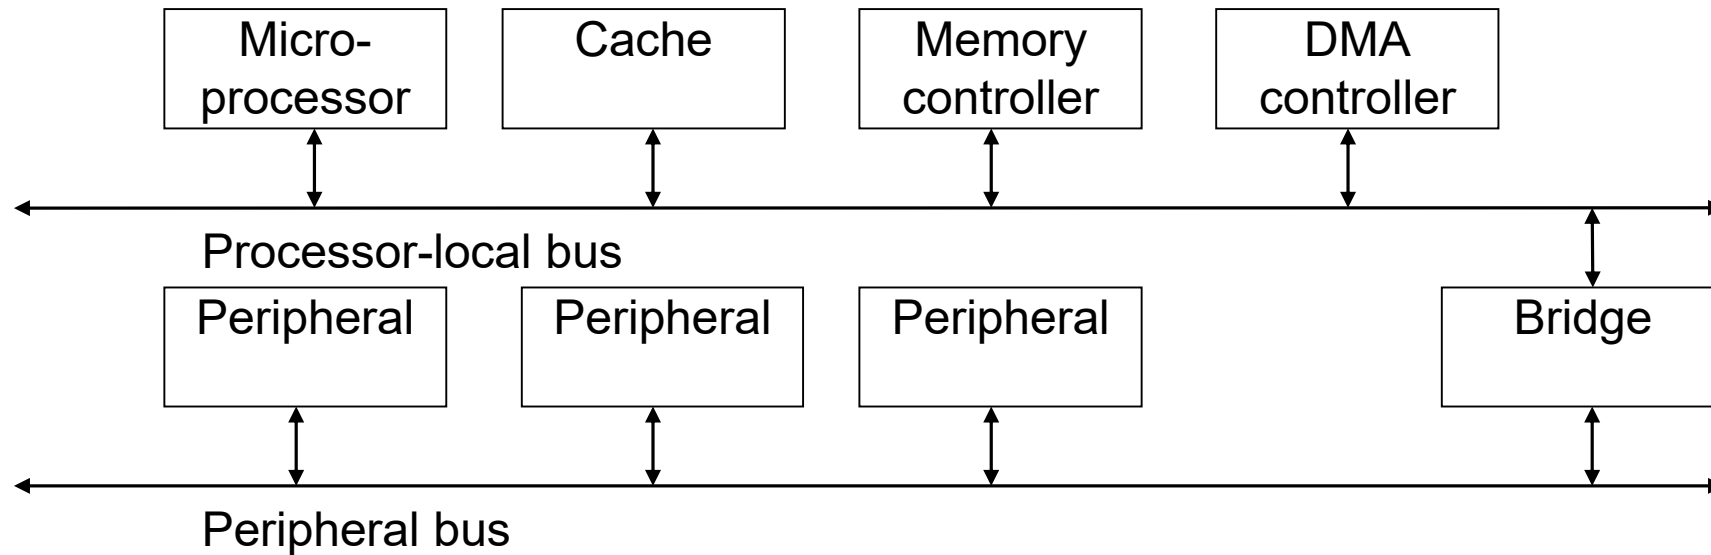 Micro-
processor
Cache
Memory
controller
DMA
controller
Processor-local bus
Peripheral
Peripheral
Peripheral
Bridge
Peripheral bus